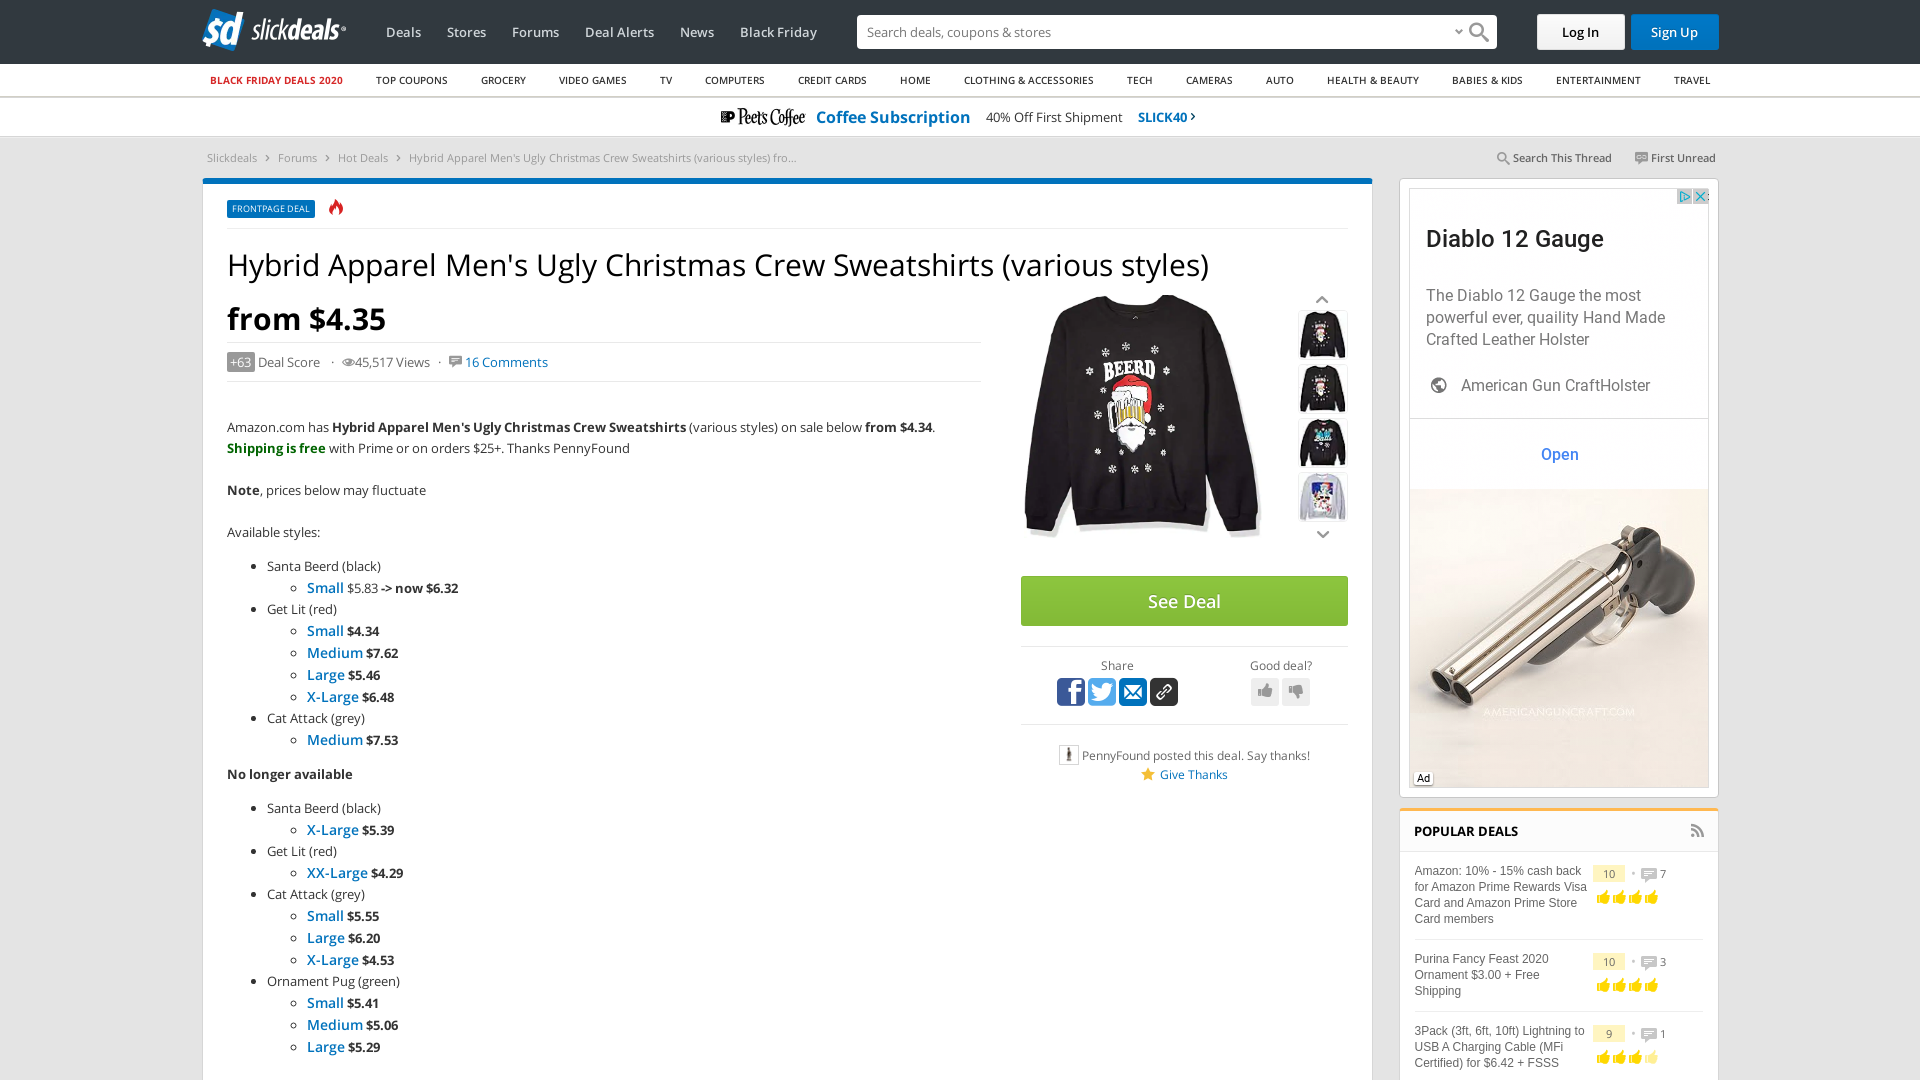 slickdeals
Deals
Stores
Forums
Deal Alerts
News
Black Friday
Search deals, coupons & shops
Log In
Sign Up
BLACK FRIDAY DEALS 2020
TOP COUPONS
GROCERY
VIDEO GAMES
TV
COMPUTERS
CREDIT CARDS
HOME
CLOTHING & ACCESSORIES
TECH
CAMERAS
AUTO
HEALTH & BEAUTY
BABIES & KIDS
ENTERTAINMENT
TRAVEL
Peet's Coffee Coffee Subscription 40% Off First Shipment SLICK40
Slickdeals > Forums > Hot Deals > Hybrid Apparel Men's Ugly Christmas Crew Sweatshirts (various styles) fro...
Search This Thread
First Unread
FRONTPAGE DEAL
Hybrid Apparel Men's Ugly Christmas Crew Sweatshirts (various styles)
from $4.35
+63 Deal Score · 45,517 Views · 16 Comments
Amazon.com has Hybrid Apparel Men's Ugly Christmas Crew Sweatshirts (various styles) on sale below from $4.34.
Shipping is free with Prime or on orders $25+. Thanks PennyFound
Note, prices below may fluctuate
Available styles:
Santa Beerd (black)
Small $5.83 -> now $6.32
Get Lit (red)
Small $4.34
Medium $7.62
Large $5.46
X-Large $6.48
Cat Attack (grey)
Medium $7.53
No longer available
Santa Beerd (black)
X-Large $5.39
Get Lit (red)
XX-Large $4.29
Cat Attack (grey)
Small $5.55
Large $6.20
X-Large $4.53
Ornament Pug (green)
Small $5.41
Medium $5.06
Large $5.29
BEERD
See Deal
Share
Good deal?
PennyFound posted this deal. Say thanks!
Give Thanks
Diablo 12 Gauge
The Diablo 12 Gauge the most
powerful ever, quaility Hand Made
Crafted Leather Holster
American Gun CraftHolster
Open
AMERICANGUNCRAFT.COM
Ad
POPULAR DEALS
Amazon: 10% - 15% cash back
for Amazon Prime Rewards Visa
Card and Amazon Prime Store
Card members
10 • 7
Purina Fancy Feast 2020
Ornament $3.00 + Free
Shipping
10 • 3
3Pack (3ft, 6ft, 10ft) Lightning to
USB A Charging Cable (MFi
Certified) for $6.42 + FSSS
9 • 1